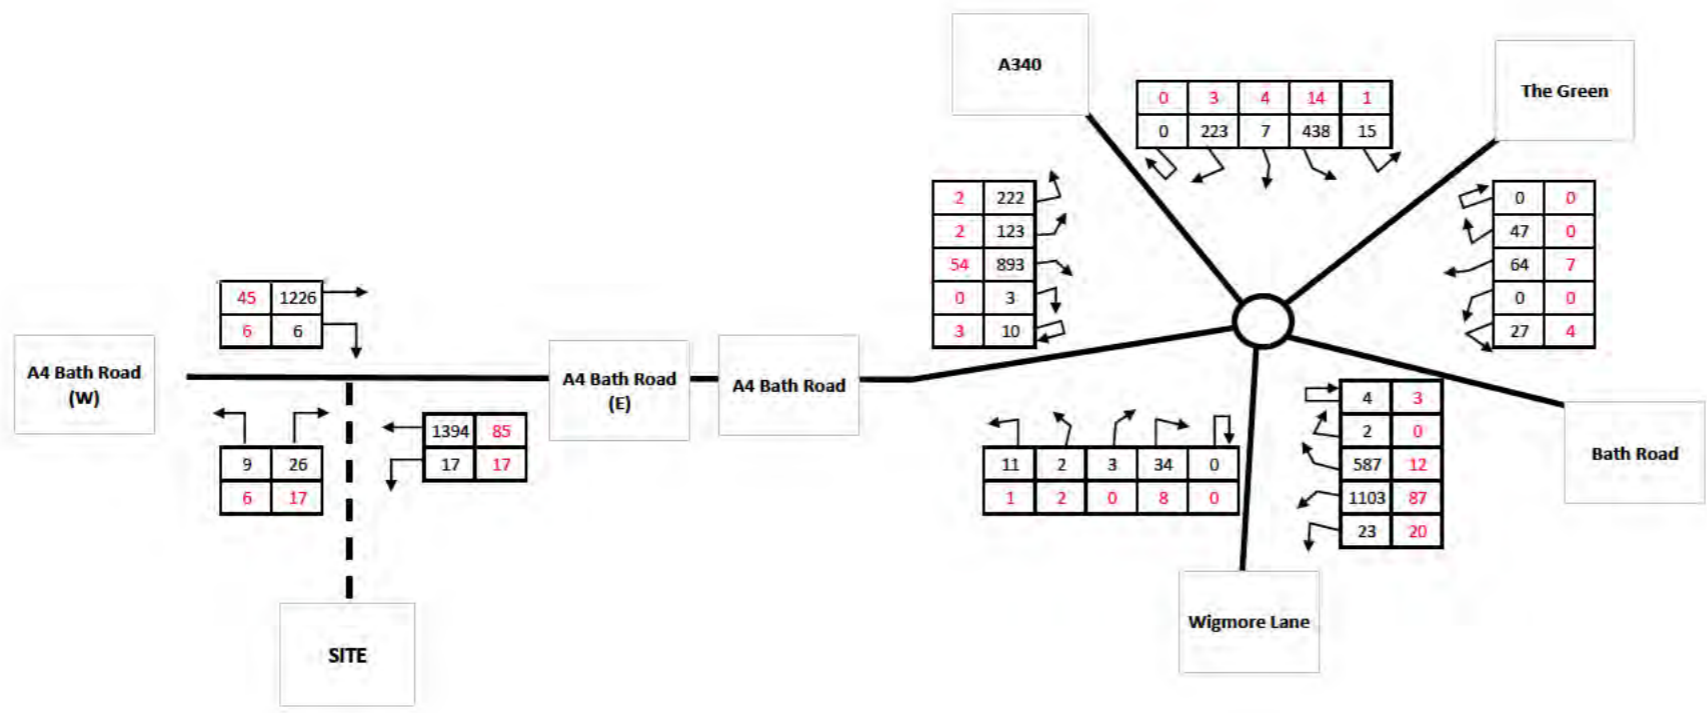 A340
The Green
0 3 4 14 1
0 223 7 438 15
2 222
2 123
54 893
0 3
3 10
0 0
47 0
64 7
0 0
27 4
45 1226
6 6
A4 Bath Road
(W)
A4 Bath Road
(E)
A4 Bath Road
9 26
6 17
1394 85
17 17
11 2 3 34 0
1 2 0 8 0
4 3
2 0
587 12
1103 87
23 20
Bath Road
Wigmore Lane
SITE